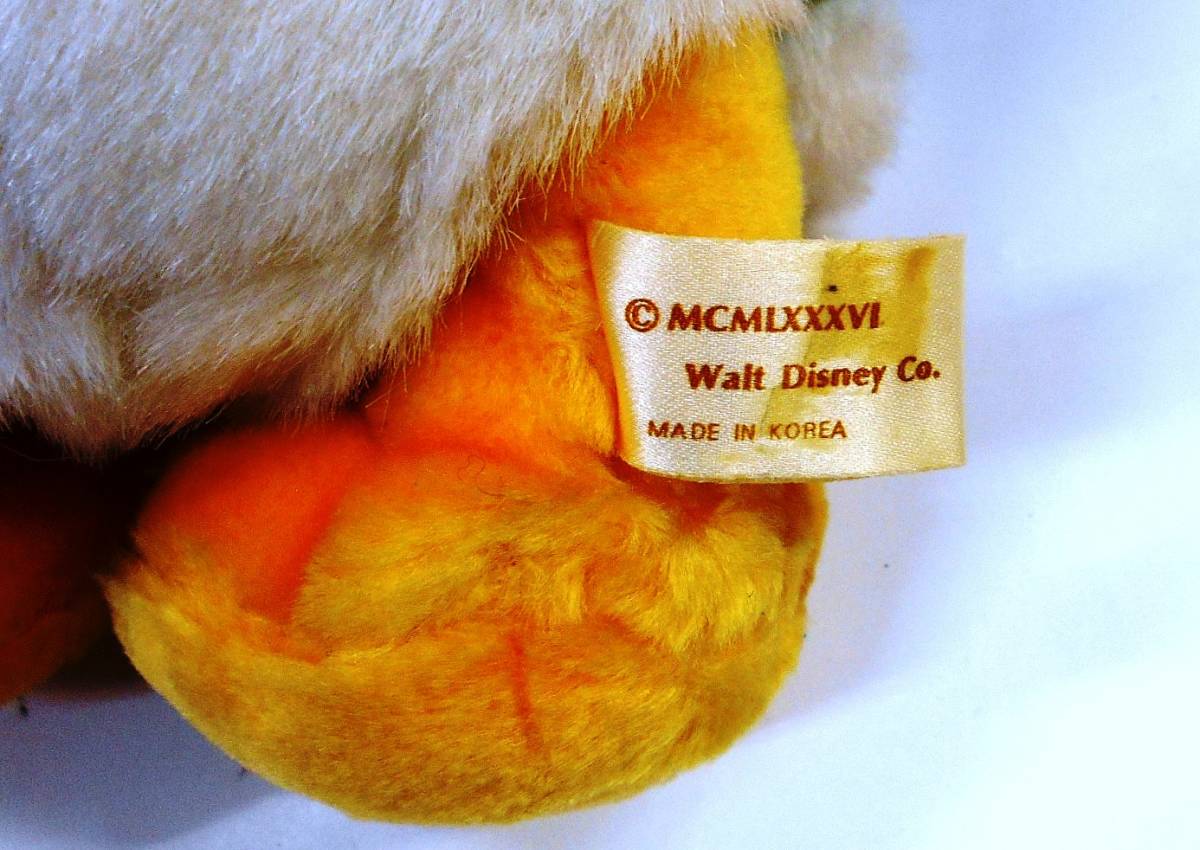 © MCMLXXXVI
Walt Disney Co.
MADE IN KOREA